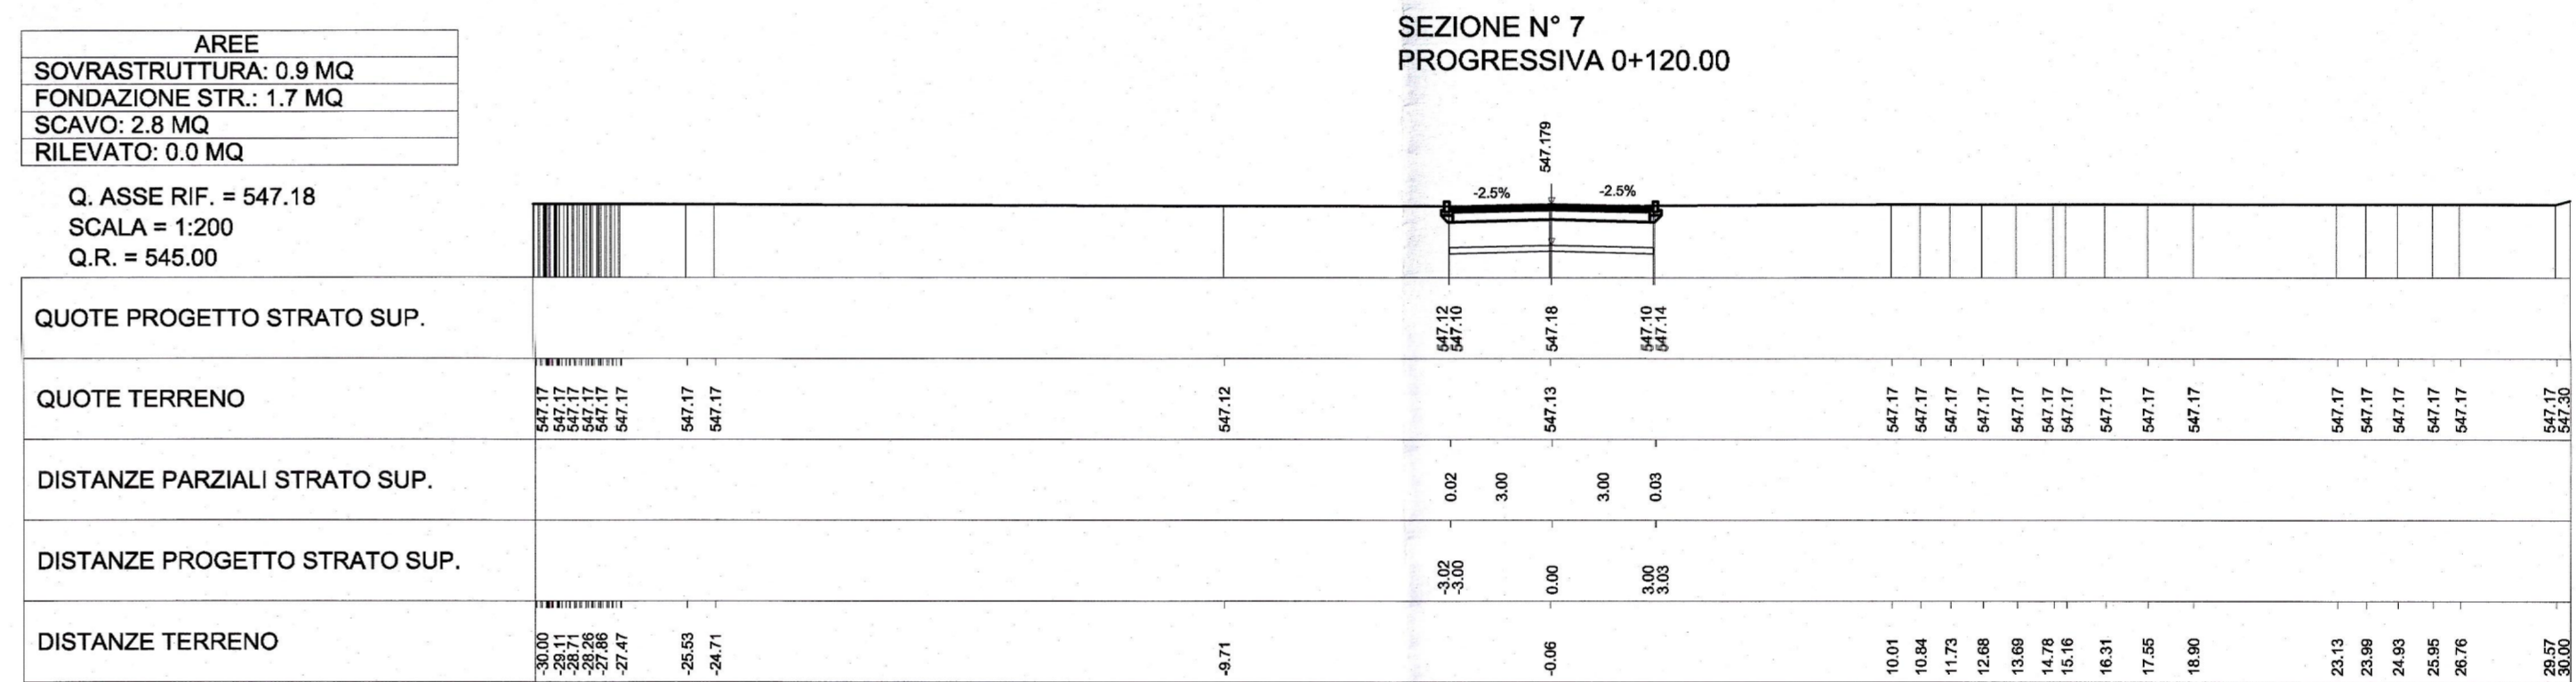 SEZIONE N° 7
PROGRESSIVA 0+120.00
AREE
SOVRASTRUTTURA: 0.9 MQ
FONDAZIONE STR.: 1.7 MQ
SCAVO: 2.8 MQ
RILEVATO: 0.0 MQ
Q. ASSE RIF. = 547.18
SCALA = 1:200
Q.R. = 545.00
547.179
-2.5% -2.5%
QUOTE PROGETTO STRATO SUP. 547.12 547.10 547.18 547.10 547.14
QUOTE TERRENO 547.17 547.17 547.17 547.17 547.17 547.17 547.17 547.17 547.12 547.13 547.17 547.17 547.17 547.17 547.17 547.17 547.17 547.17 547.17 547.17 547.17 547.17 547.17 547.17 547.17 547.17 547.30
DISTANZE PARZIALI STRATO SUP. 0.02 3.00 3.00 0.03
DISTANZE PROGETTO STRATO SUP. -3.02 -3.00 0.00 3.00 3.03
DISTANZE TERRENO -30.00 -29.11 -28.71 -28.26 -27.86 -27.47 -25.53 -24.71 -9.71 -0.06 10.01 10.84 11.73 12.68 13.69 14.78 15.16 16.31 17.55 18.90 23.13 23.99 24.93 25.95 26.76 29.57 30.00